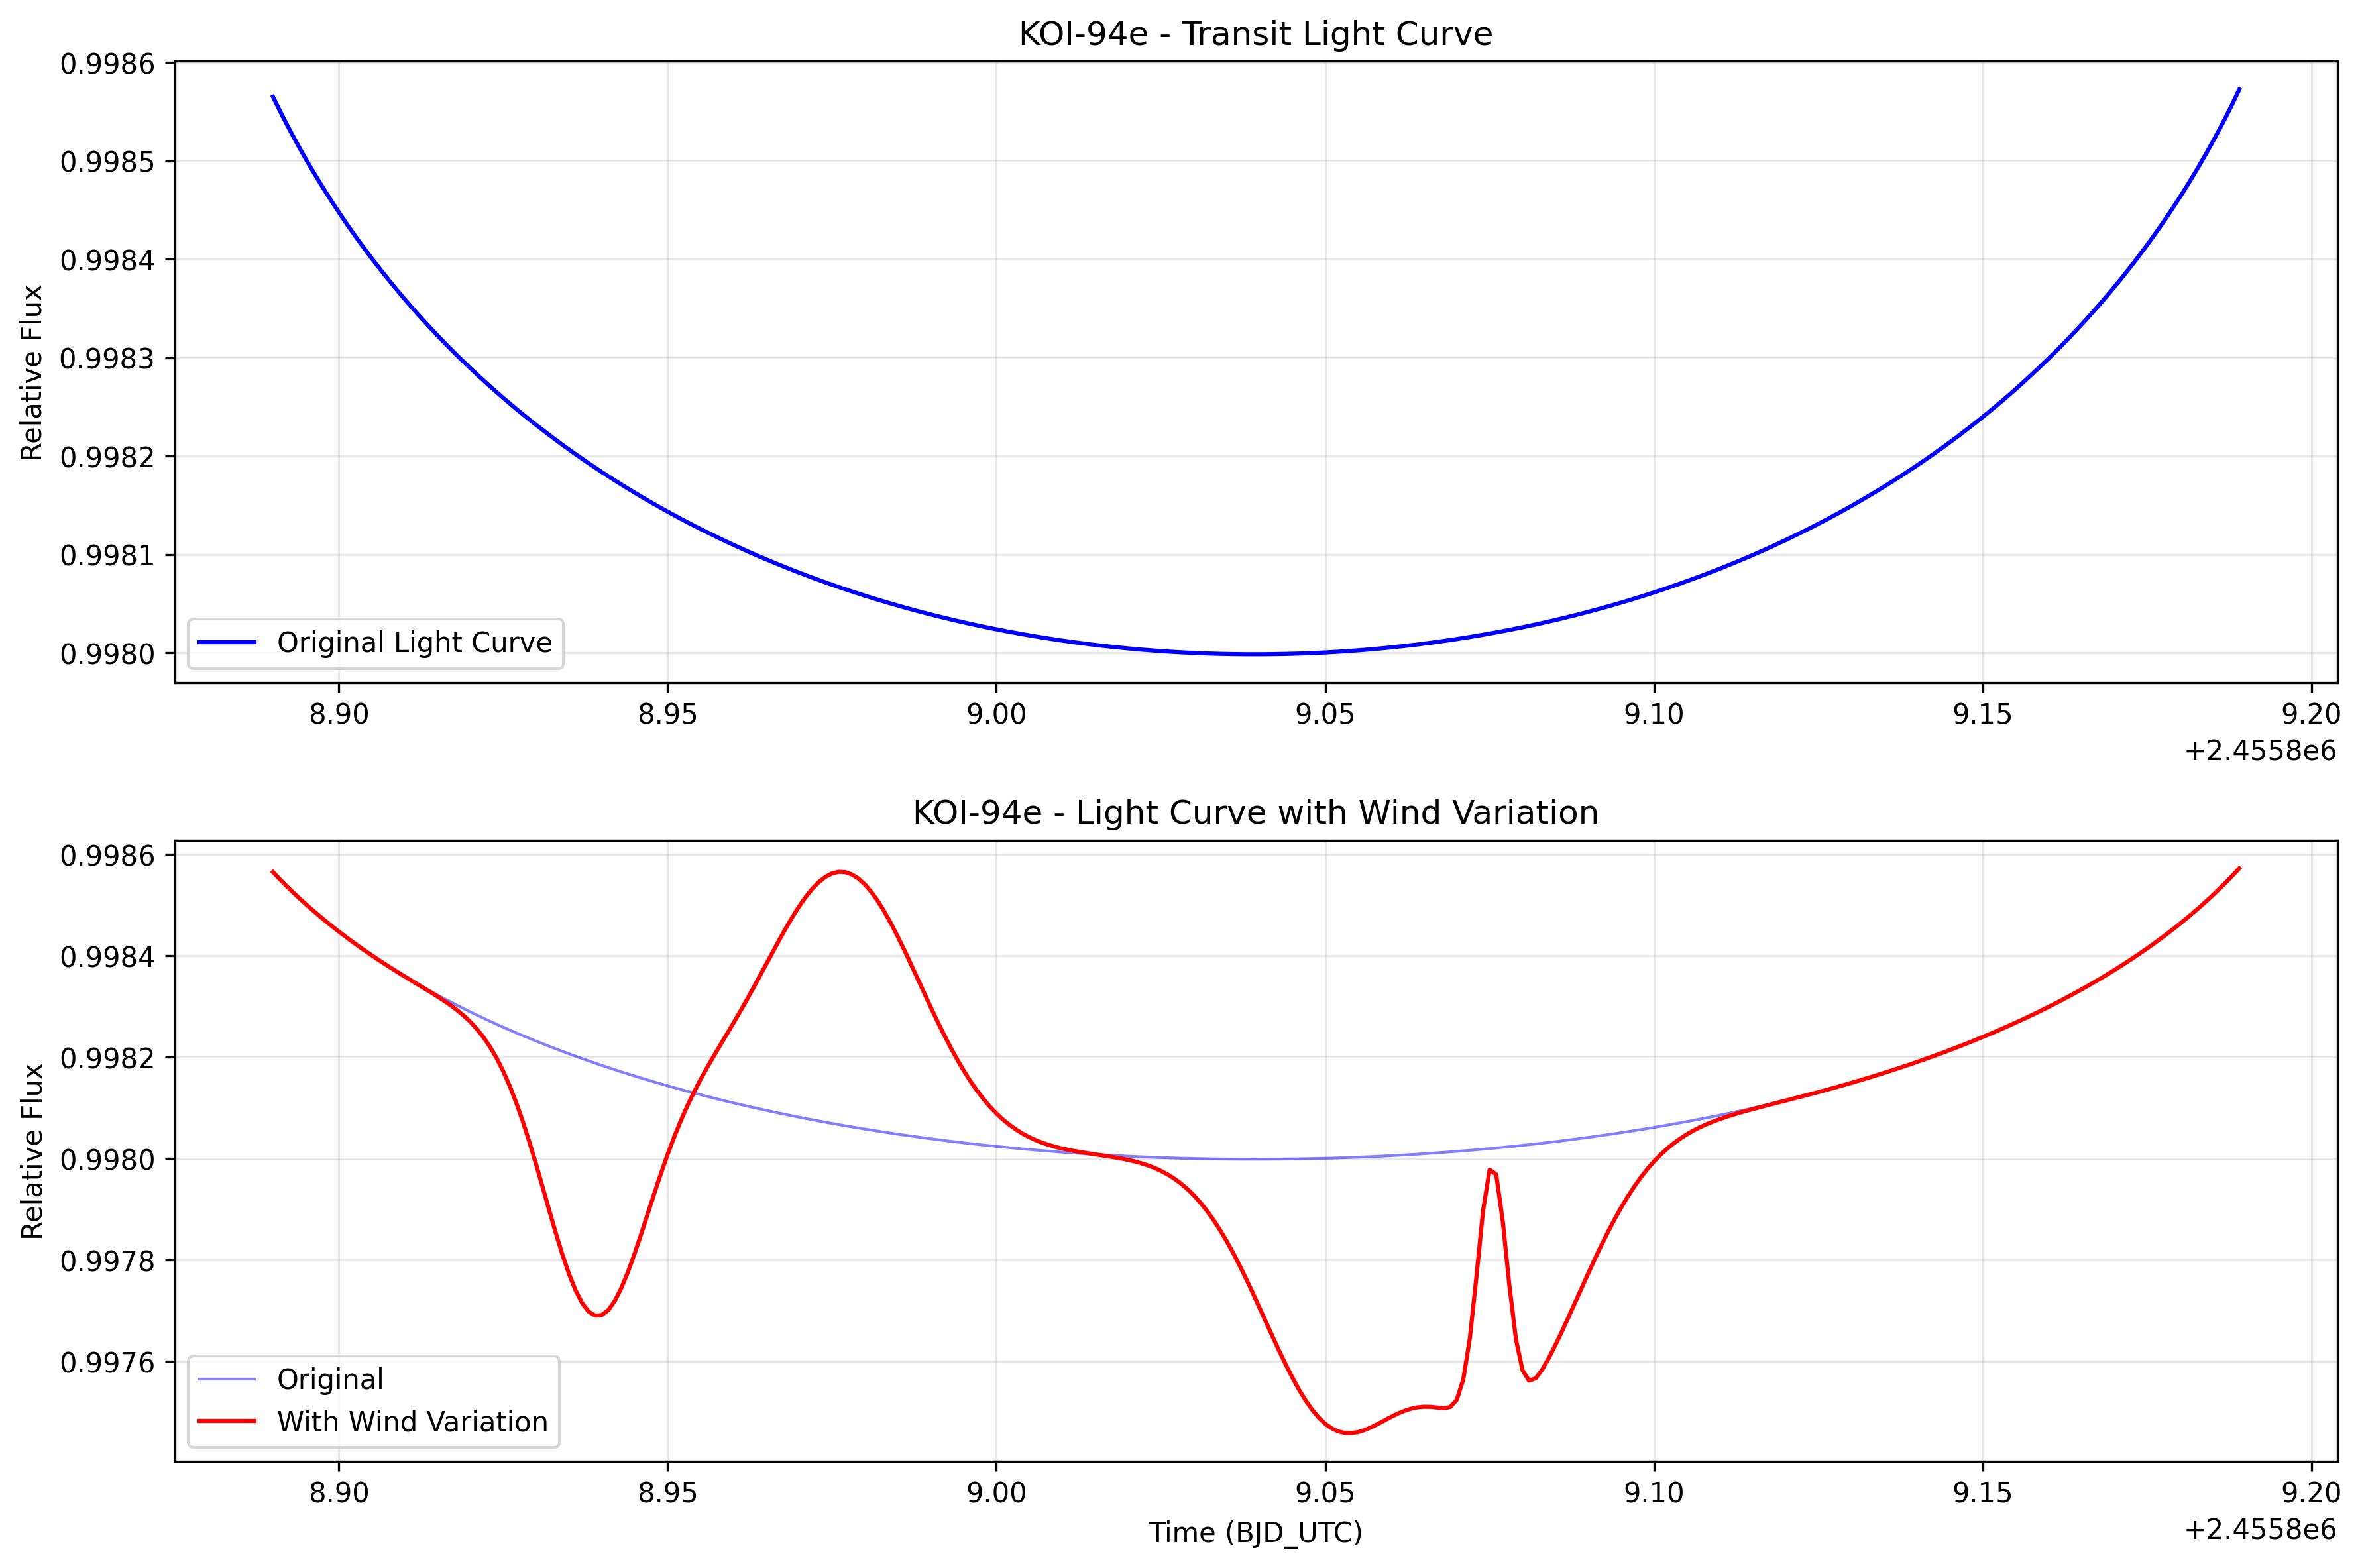 KOI-94e - Transit Light Curve
Relative Flux
0.9986
0.9985
0.9984
0.9983
0.9982
0.9981
0.9980
Original Light Curve
8.90 8.95 9.00 9.05 9.10 9.15 9.20
+2.4558e6
KOI-94e - Light Curve with Wind Variation
Relative Flux
0.9986
0.9984
0.9982
0.9980
0.9978
0.9976
Original
With Wind Variation
8.90 8.95 9.00 9.05 9.10 9.15 9.20
Time (BJD_UTC)
+2.4558e6